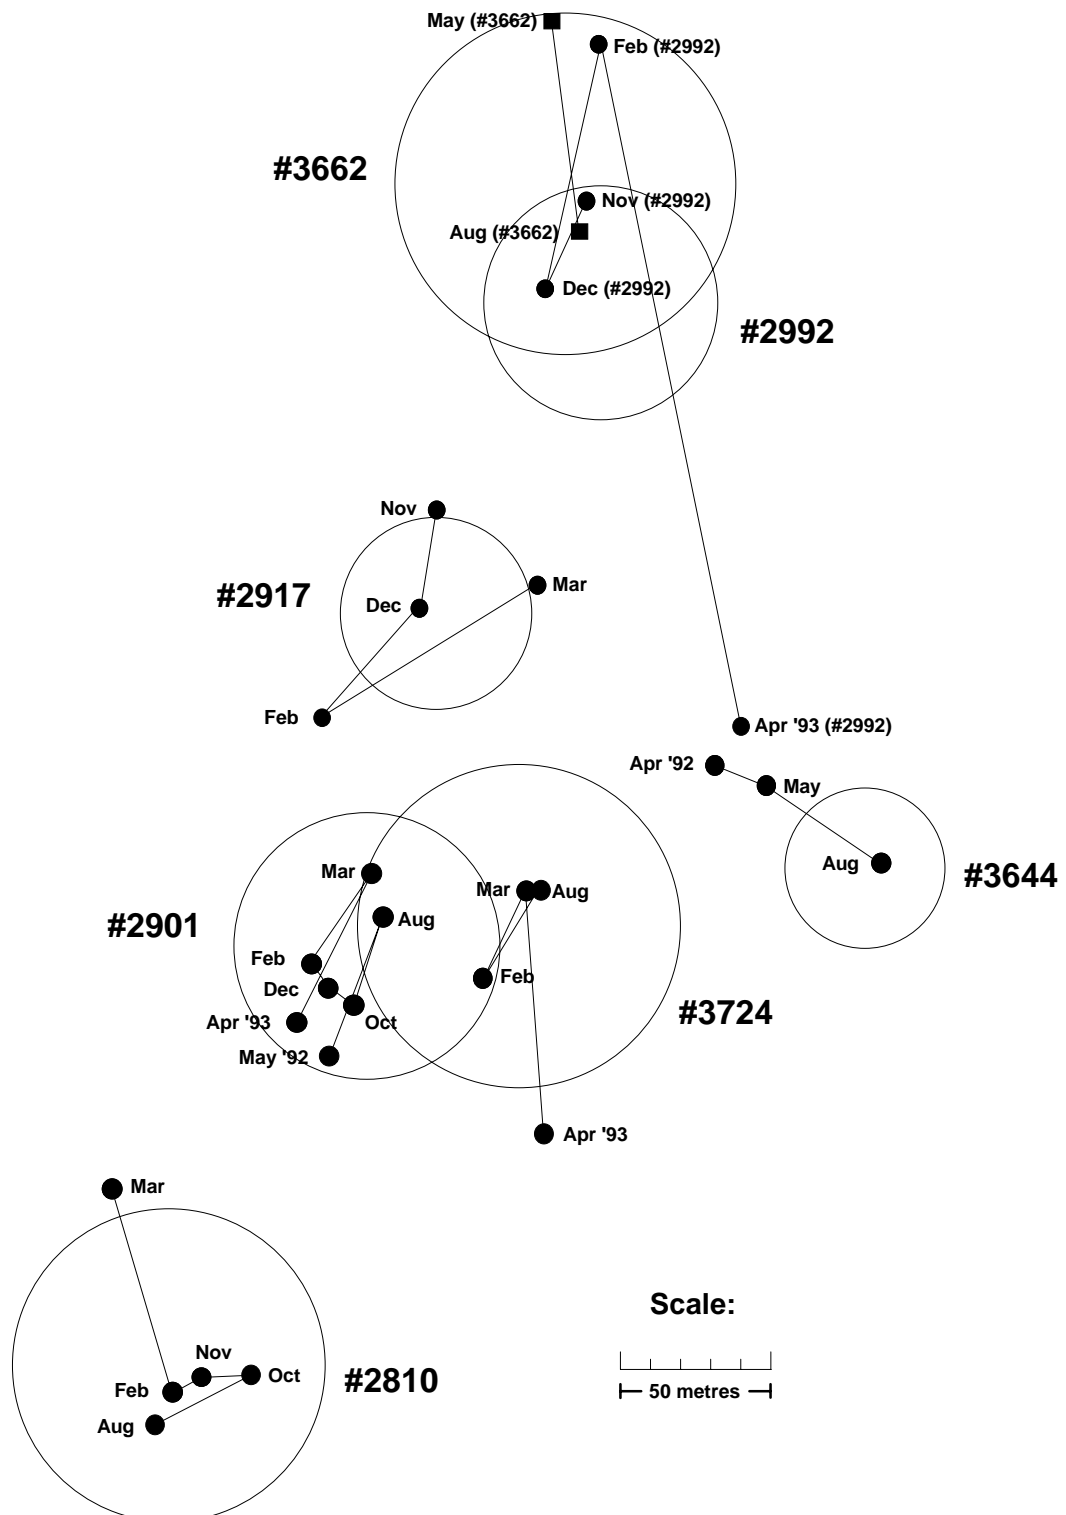 May (#3662)
Feb (#2992)
#3662
Nov (#2992)
Aug (#3662)
Dec (#2992)
#2992
Nov
#2917
Mar
Dec
Feb
Apr '93 (#2992)
Apr '92
May
Aug
#3644
Mar
Mar
Aug
#2901
Aug
Feb
Feb
Dec
Apr '93
Oct
#3724
May '92
Apr '93
Mar
Scale:
Nov
Oct
#2810
Feb
50 metres
Aug